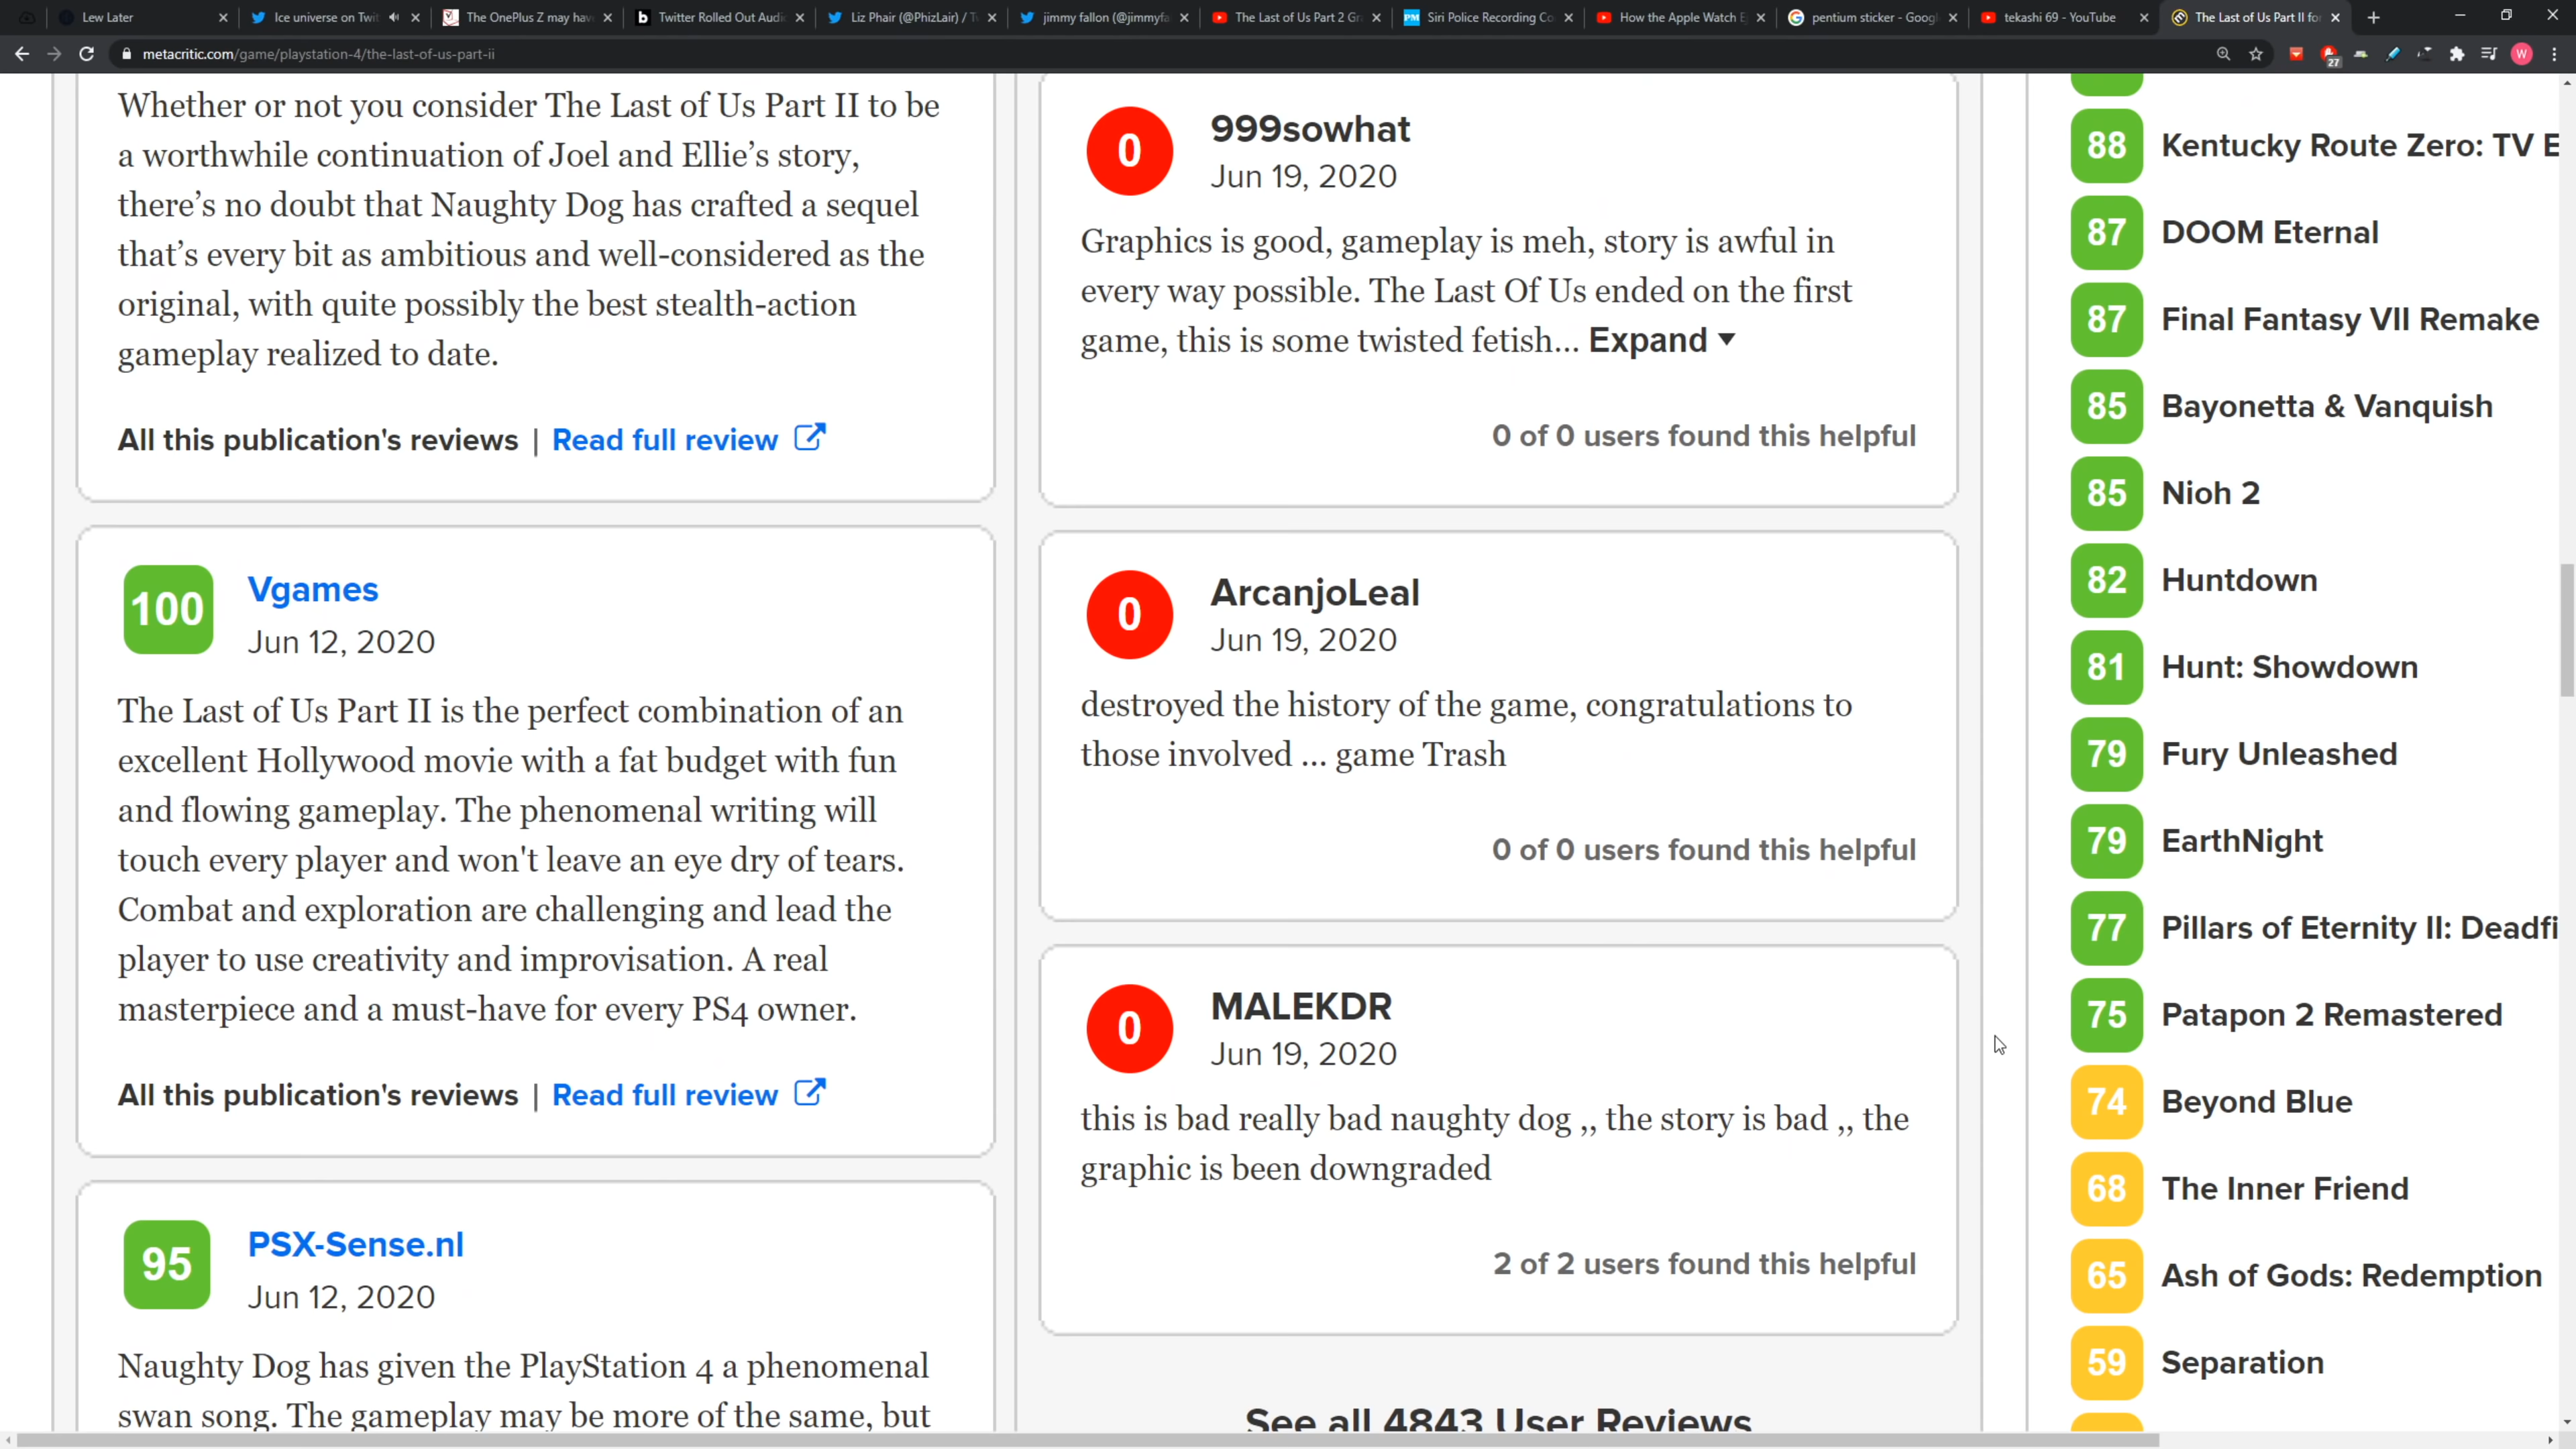 Lew Later
Ice universe on Twit
The OnePlus Z may hav
Twitter Rolled Out Audi
Liz Phair (@PhizLair) / Tw
jimmy fallon (@jimmyfa
The Last of Us Part 2 Gr
Siri Police Recording Co
How the Apple Watch E
pentium sticker - Googl
tekashi 69 - YouTube
The Last of Us Part II fo
metacritic.com/game/playstation-4/the-last-of-us-part-ii
27
W
Whether or not you consider The Last of Us Part II to be
a worthwhile continuation of Joel and Ellie’s story,
there’s no doubt that Naughty Dog has crafted a sequel
that’s every bit as ambitious and well-considered as the
original, with quite possibly the best stealth-action
gameplay realized to date.
All this publication's reviews | Read full review
100 Vgames
Jun 12, 2020
The Last of Us Part II is the perfect combination of an
excellent Hollywood movie with a fat budget with fun
and flowing gameplay. The phenomenal writing will
touch every player and won't leave an eye dry of tears.
Combat and exploration are challenging and lead the
player to use creativity and improvisation. A real
masterpiece and a must-have for every PS4 owner.
All this publication's reviews | Read full review
95 PSX-Sense.nl
Jun 12, 2020
Naughty Dog has given the PlayStation 4 a phenomenal
swan song. The gameplay may be more of the same, but
0 999sowhat
Jun 19, 2020
Graphics is good, gameplay is meh, story is awful in
every way possible. The Last Of Us ended on the first
game, this is some twisted fetish... Expand
0 of 0 users found this helpful
0 ArcanjoLeal
Jun 19, 2020
destroyed the history of the game, congratulations to
those involved ... game Trash
0 of 0 users found this helpful
0 MALEKDR
Jun 19, 2020
this is bad really bad naughty dog ,, the story is bad ,, the
graphic is been downgraded
2 of 2 users found this helpful
See all 4843 User Reviews
88 Kentucky Route Zero: TV E
87 DOOM Eternal
87 Final Fantasy VII Remake
85 Bayonetta & Vanquish
85 Nioh 2
82 Huntdown
81 Hunt: Showdown
79 Fury Unleashed
79 EarthNight
77 Pillars of Eternity II: Deadfi
75 Patapon 2 Remastered
74 Beyond Blue
68 The Inner Friend
65 Ash of Gods: Redemption
59 Separation